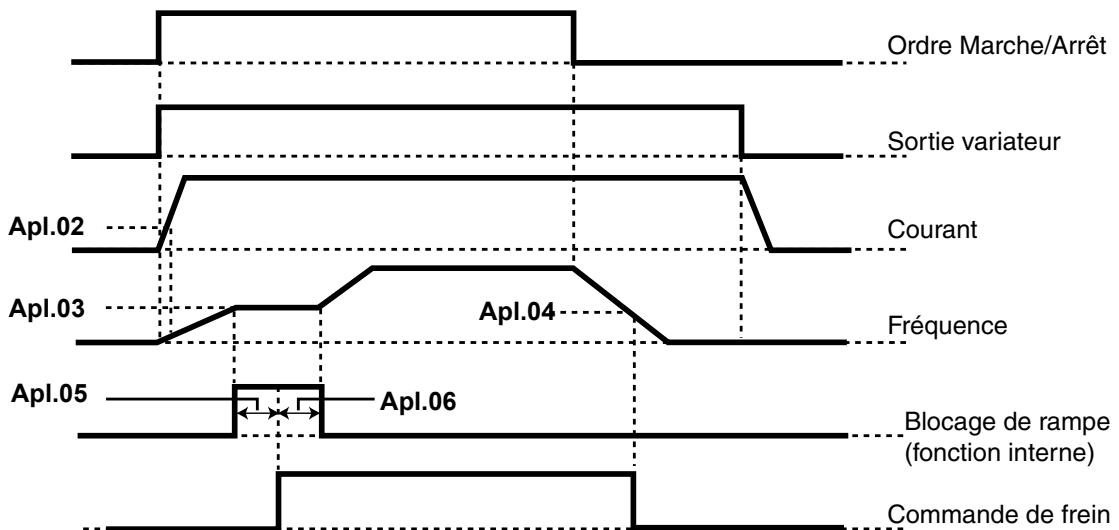 Ordre Marche/Arrêt
Sortie variateur
Apl.02
Courant
Apl.03
Apl.04
Fréquence
Apl.05
Apl.06
Blocage de rampe
(fonction interne)
Commande de frein